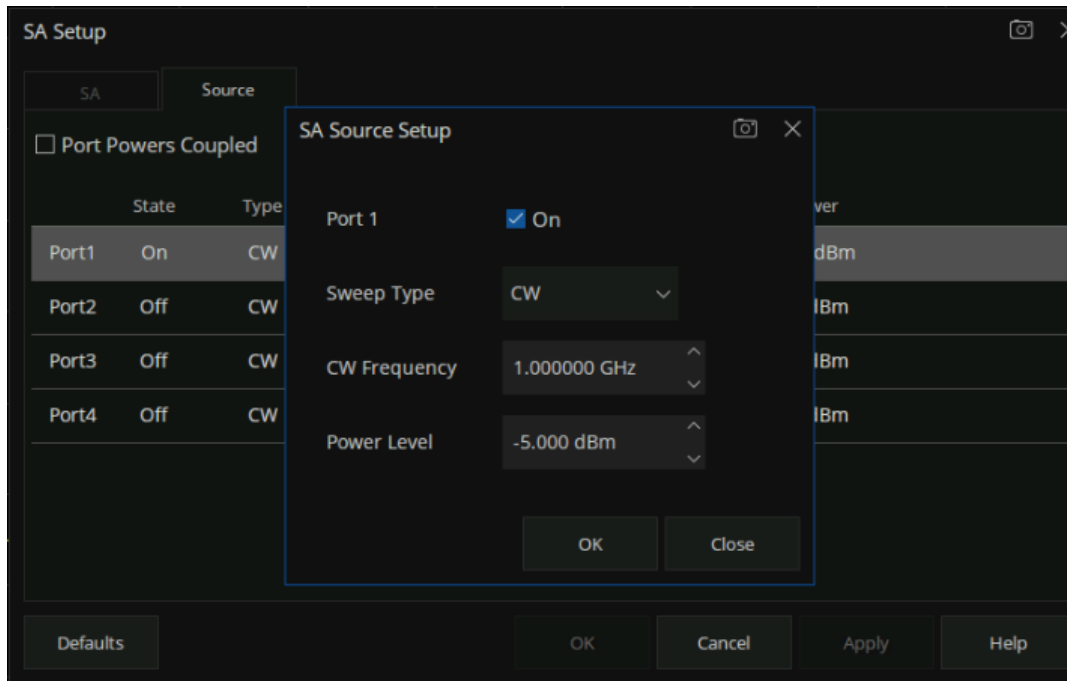 SA Setup
SA
Source
Port Powers Coupled
State Type
Port1 On CW dBm
Port2 Off CW
Port3 Off CW
Port4 Off CW
SA Source Setup
Port 1 On
Sweep Type CW
CW Frequency 1.000000 GHz
Power Level -5.000 dBm
OK Close
Defaults OK Cancel Apply Help